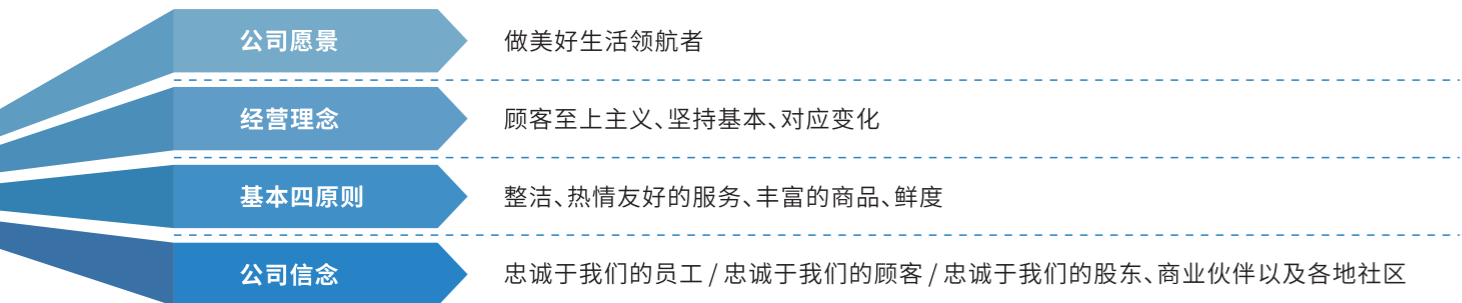 公司愿景 做美好生活领航者
经营理念 顾客至上主义、坚持基本、对应变化
基本四原则 整洁、热情友好的服务、丰富的商品、鲜度
公司信念 忠诚于我们的员工 / 忠诚于我们的顾客 / 忠诚于我们的股东、商业伙伴以及各地社区